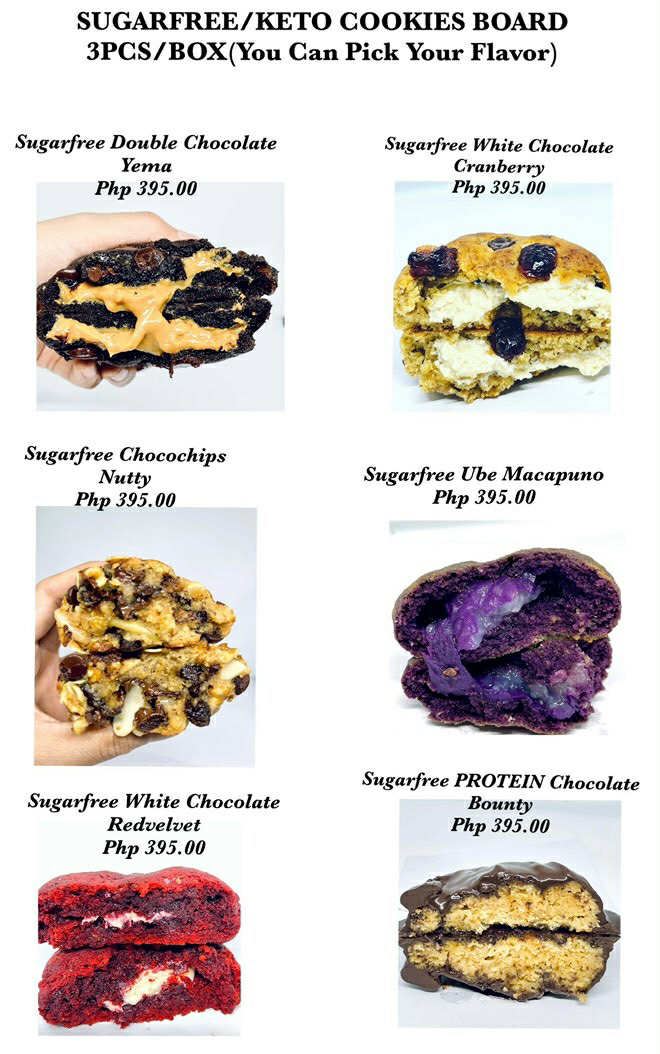 SUGARFREE/KETO COOKIES BOARD
3PCS/BOX(You Can Pick Your Flavor)
Sugarfree Double Chocolate
Yema
Php 395.00
Sugarfree White Chocolate
Cranberry
Php 395.00
Sugarfree Chocochips
Nutty
Php 395.00
Sugarfree Ube Macapuno
Php 395.00
Sugarfree White Chocolate
Redvelvet
Php 395.00
Sugarfree PROTEIN Chocolate
Bounty
Php 395.00